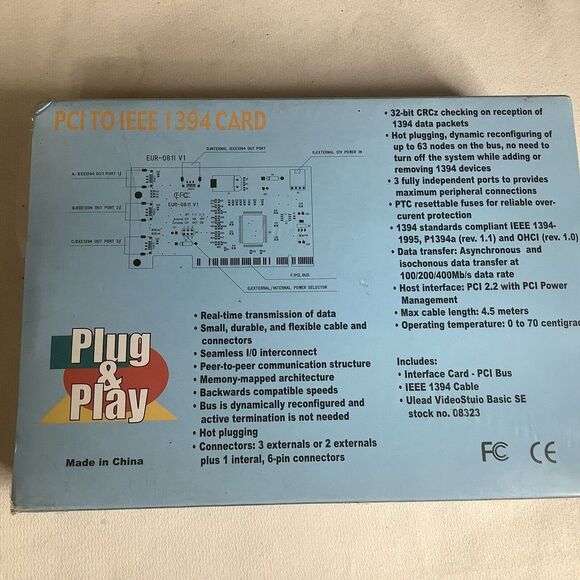 PCI TO IEEE 1394 CARD
EUR-0811 V1
D.INTERNAL IEEE1394 OUT PORT
E.EXTERNAL 12V POWER IN
A.IEEE1394 OUT PORT 1
B.IEEE1394 OUT PORT 2
C.IEEE1394 OUT PORT 3
EUR-0811 V1
F.PCI BUS
G.EXTERNAL/INTERNAL POWER SELECTOR
Plug
&
Play
Made in China
• Real-time transmission of data
• Small, durable, and flexible cable and
connectors
• Seamless I/0 interconnect
• Peer-to-peer communication structure
• Memory-mapped architecture
• Backwards compatible speeds
• Bus is dynamically reconfigured and
active termination is not needed
• Hot plugging
• Connectors: 3 externals or 2 externals
plus 1 interal, 6-pin connectors
• 32-bit CRCz checking on reception of
1394 data packets
• Hot plugging, dynamic reconfiguring of
up to 63 nodes on the bus, no need to
turn off the system while adding or
removing 1394 devices
• 3 fully independent ports to provides
maximum peripheral connections
• PTC resettable fuses for reliable over-
current protection
• 1394 standards compliant IEEE 1394-
1995, P1394a (rev. 1.1) and OHCI (rev. 1.0)
• Data transfer: Asynchronous and
isochonous data transfer at
100/200/400Mb/s data rate
• Host interface: PCI 2.2 with PCI Power
Management
• Max cable length: 4.5 meters
• Operating temperature: 0 to 70 centigrad
Includes:
• Interface Card - PCI Bus
• IEEE 1394 Cable
• Ulead VideoStuio Basic SE
stock no. 08323
FC CE